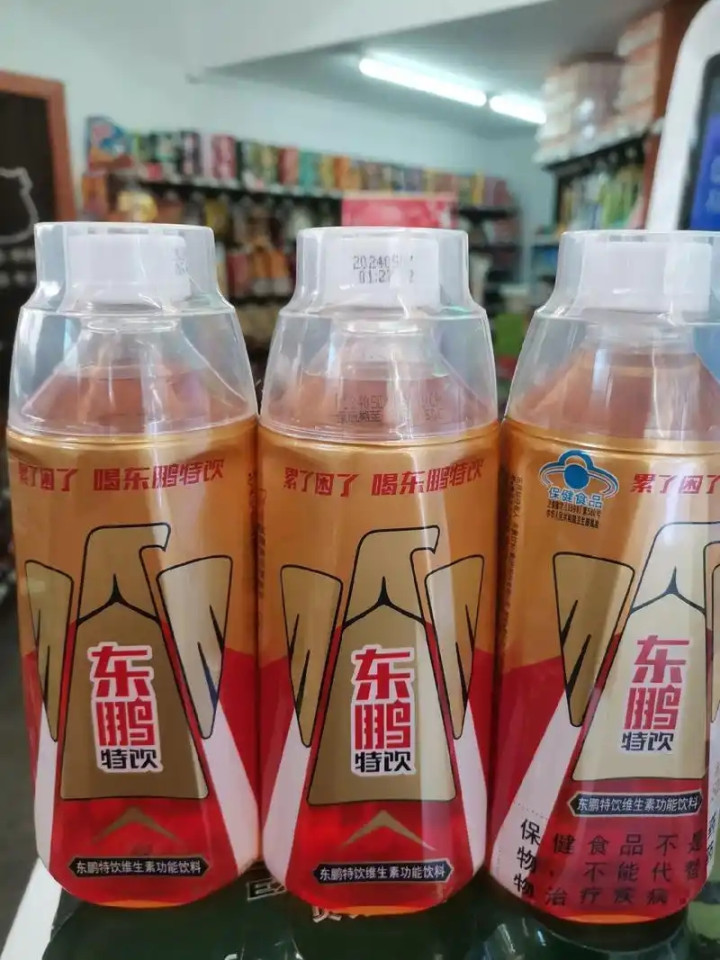 累了困了 喝东鹏特饮
东鹏
特饮
东鹏特饮维生素功能饮料
累了困了 喝东鹏特饮
东鹏
特饮
东鹏特饮维生素功能饮料
保健食品
累了困了
东鹏
特饮
东鹏特饮维生素功能饮料
保健食品不是
物,不能代替
物治疗疾病